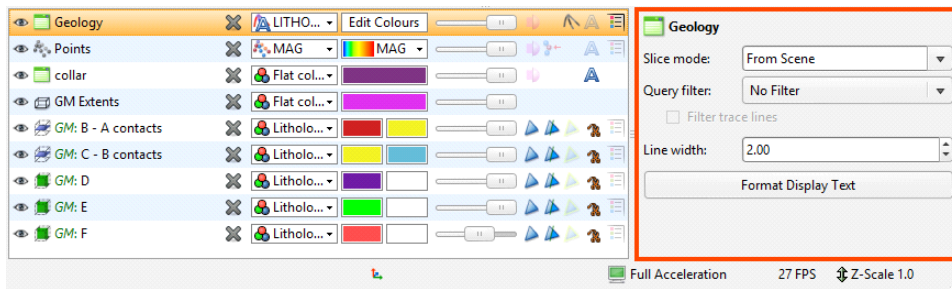 Geology LITHO... Edit Colours
Points MAG MAG
collar Flat col... A
GM Extents Flat col...
GM: B - A contacts Litholo...
GM: C - B contacts Litholo...
GM: D Litholo...
GM: E Litholo...
GM: F Litholo...
Geology
Slice mode: From Scene
Query filter: No Filter
Filter trace lines
Line width: 2.00
Format Display Text
Full Acceleration 27 FPS Z-Scale 1.0